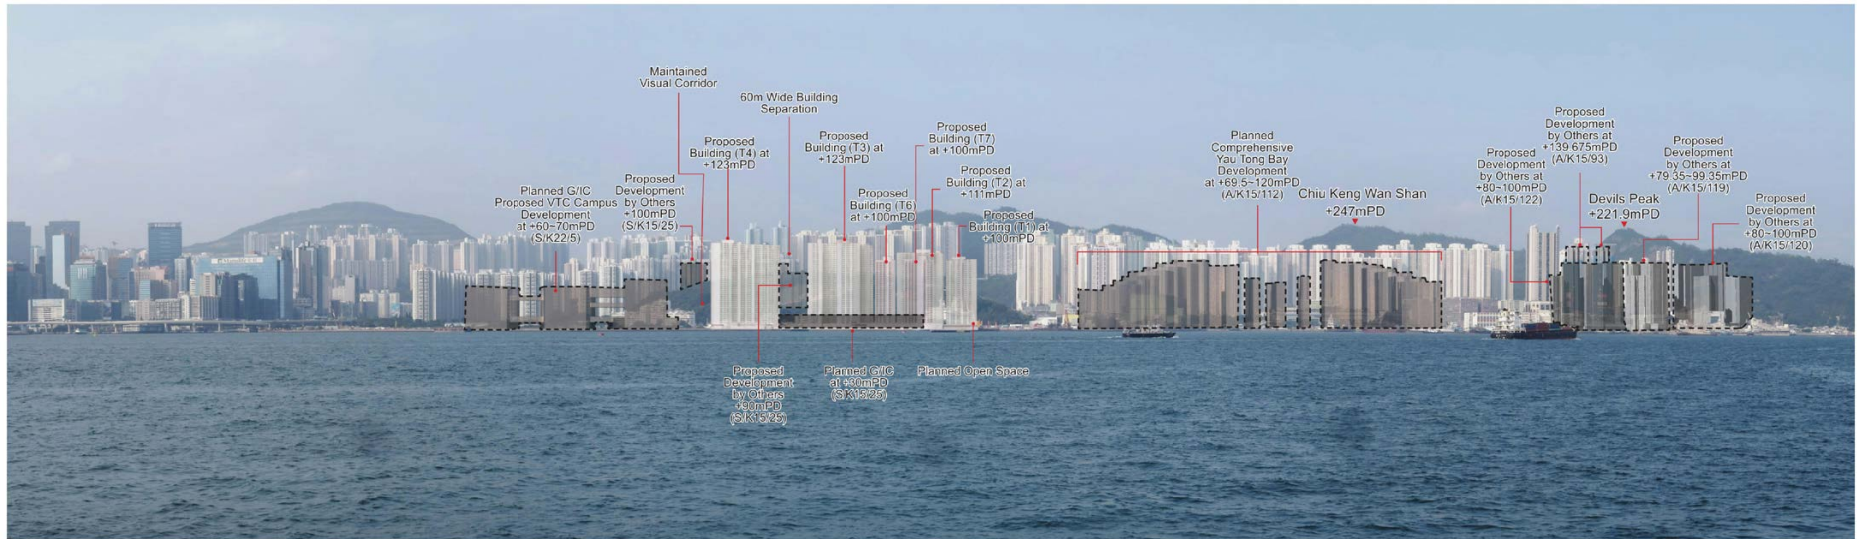 Maintained
Visual Corridor
60m Wide Building
Separation
Proposed
Building (T4) at
+123mPD
Proposed
Building (T3) at
+123mPD
Proposed
Building (T7)
at +100mPD
Proposed
Building (T2) at
+111mPD
Proposed
Building (T6)
at +100mPD
Proposed
Building (T1) at
+100mPD
Planned G/IC
Proposed VTC Campus
Development
at +60~70mPD
(S/K22/5)
Proposed
Development
by Others
+100mPD
(S/K15/25)
Planned
Comprehensive
Yau Tong Bay
Development
at +69.5~120mPD
(A/K15/112)
Chiu Keng Wan Shan
+247mPD
Proposed
Development
by Others at
+80~100mPD
(A/K15/122)
Proposed
Development
by Others at
+139.675mPD
(A/K15/93)
Devils Peak
+221.9mPD
Proposed
Development
by Others at
+79.35~99.35mPD
(A/K15/119)
Proposed
Development
by Others at
+80~100mPD
(A/K15/120)
Proposed
Development
by Others
+90mPD
(S/K15/25)
Planned G/IC
at +30mPD
(S/K15/25)
Planned Open Space